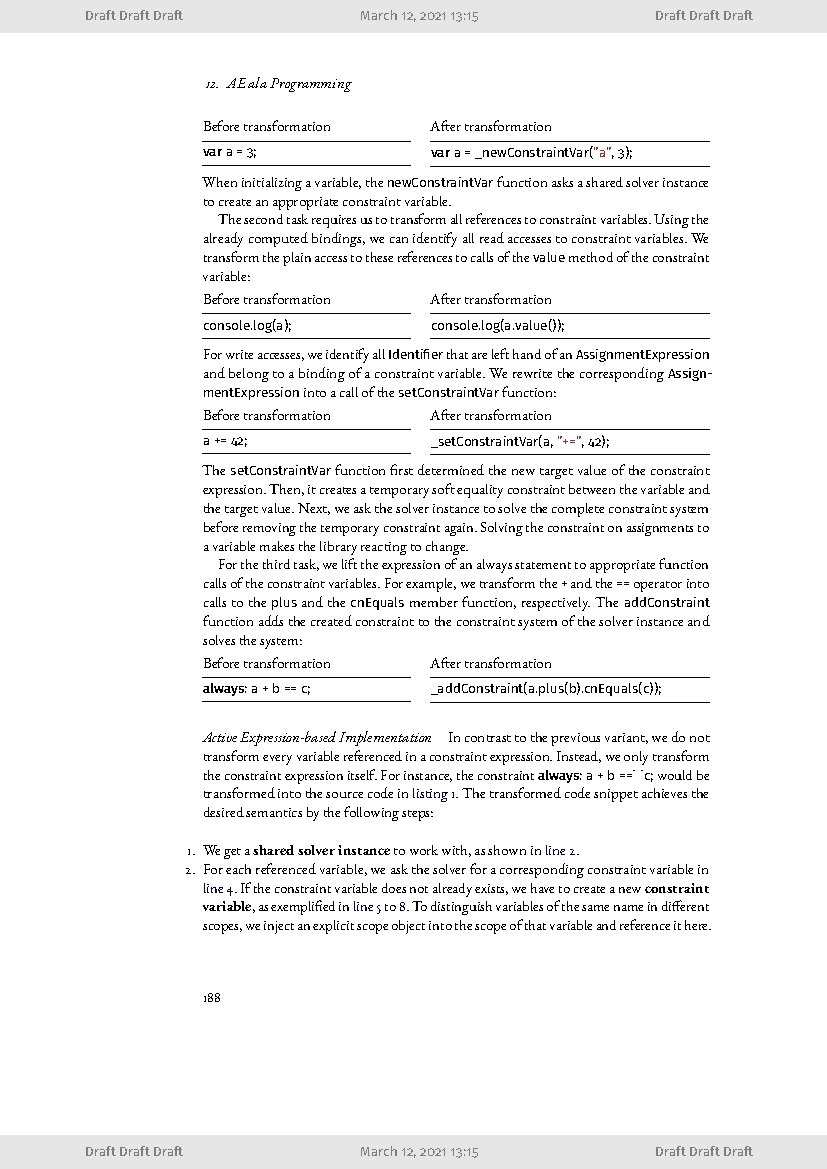 Draft Draft Draft March 12, 2021 13:15 Draft Draft Draft
12. AEala Programming
Before transformation After transformation
var a = 3; var a = _newConstraintVar("a", 3);
When initializing a variable, the newConstraintVar function asks a shared solver instance
to create an appropriate constraint variable.
The second task requires us to transform all references to constraint variables. Using the
already computed bindings, we can identify all read accesses to constraint variables. We
transform the plain access to these references to calls of the value method of the constraint
variable:
Before transformation After transformation
console.log(a); console.log(a.value());
For write accesses, we identify all Identifier that are left hand of an AssignmentExpression
and belong to a binding of a constraint variable. We rewrite the corresponding Assign-
mentExpression into a call of the setConstraintVar function:
Before transformation After transformation
a += 42; _setConstraintVar(a, "+=", 42);
The setConstraintVar function first determined the new target value of the constraint
expression. Then, it creates a temporary soft equality constraint between the variable and
the target value. Next, we ask the solver instance to solve the complete constraint system
before removing the temporary constraint again. Solving the constraint on assignments to
a variable makes the library reacting to change.
For the third task, we lift the expression of an always statement to appropriate function
calls of the constraint variables. For example, we transform the + and the == operator into
calls to the plus and the cnEquals member function, respectively. The addConstraint
function adds the created constraint to the constraint system of the solver instance and
solves the system:
Before transformation After transformation
always: a + b == c; _addConstraint(a.plus(b).cnEquals(c));
Active Expression-based Implementation In contrast to the previous variant, we do not
transform every variable referenced in a constraint expression. Instead, we only transform
the constraint expression itself. For instance, the constraint always: a + b == c; would be
transformed into the source code in listing 1. The transformed code snippet achieves the
desired semantics by the following steps:
1. We get a shared solver instance to work with, as shown in line 2.
2. For each referenced variable, we ask the solver for a corresponding constraint variable in
line 4. If the constraint variable does not already exists, we have to create a new constraint
variable, as exemplified in line 5 to 8. To distinguish variables of the same name in different
scopes, we inject an explicit scope object into the scope of that variable and reference it here.
188
Draft Draft Draft March 12, 2021 13:15 Draft Draft Draft